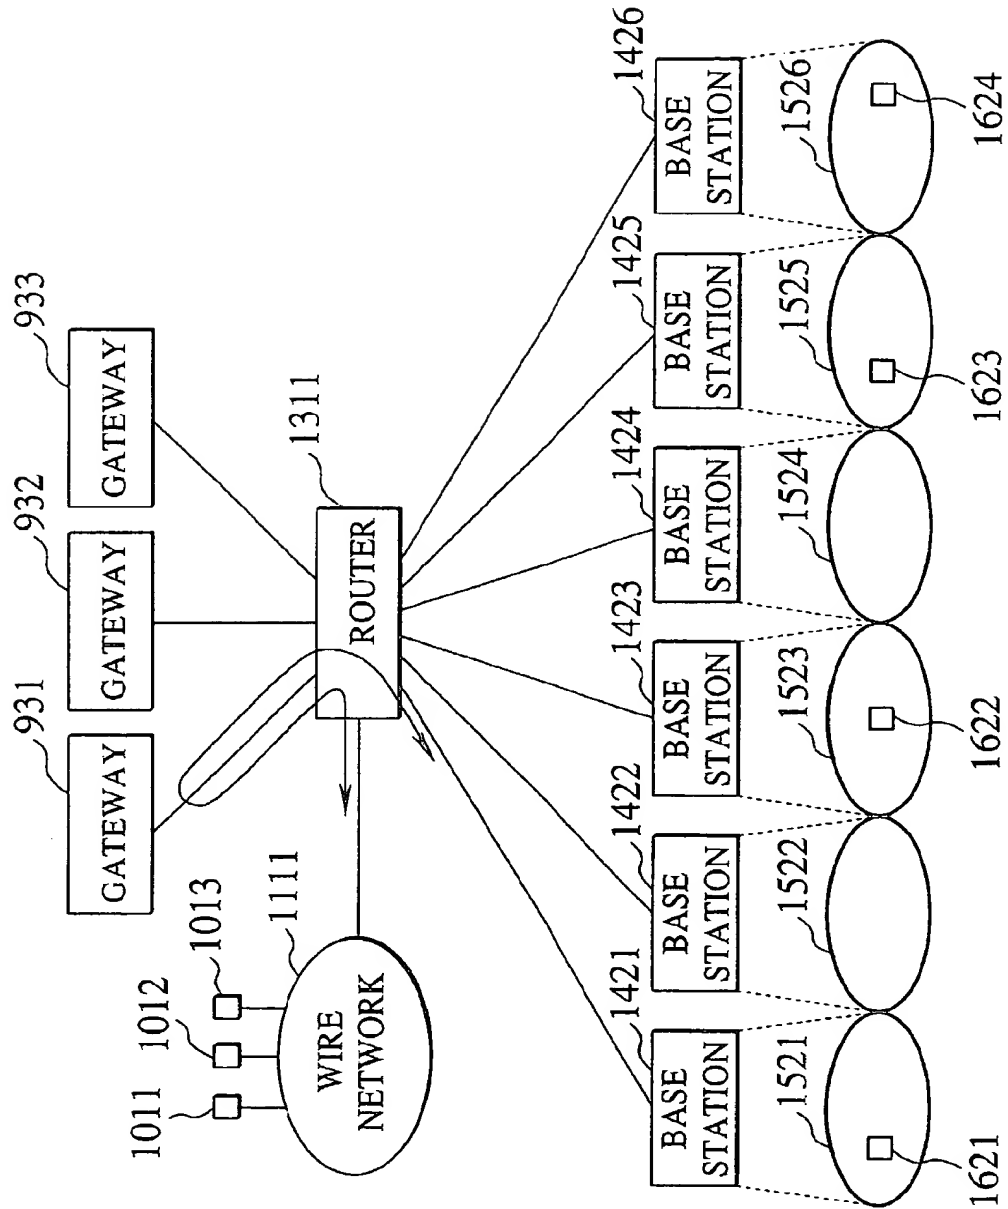 933
932
931
GATEWAY
GATEWAY
GATEWAY
1311
ROUTER
1011
1012
1013
1111
WIRE
NETWORK
1421
1422
1423
1424
1425
1426
BASE
STATION
BASE
STATION
BASE
STATION
BASE
STATION
BASE
STATION
BASE
STATION
1521
1522
1523
1524
1525
1526
1621
1622
1623
1624